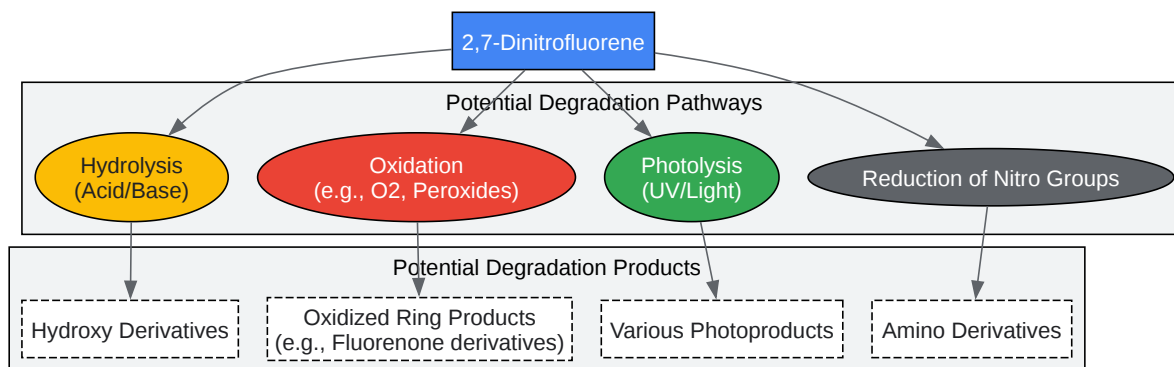 2,7-Dinitrofluorene
Potential Degradation Pathways
Hydrolysis
(Acid/Base)
Oxidation
(e.g., O2, Peroxides)
Photolysis
(UV/Light)
Reduction of Nitro Groups
Potential Degradation Products
Hydroxy Derivatives
Oxidized Ring Products
(e.g., Fluorenone derivatives)
Various Photoproducts
Amino Derivatives